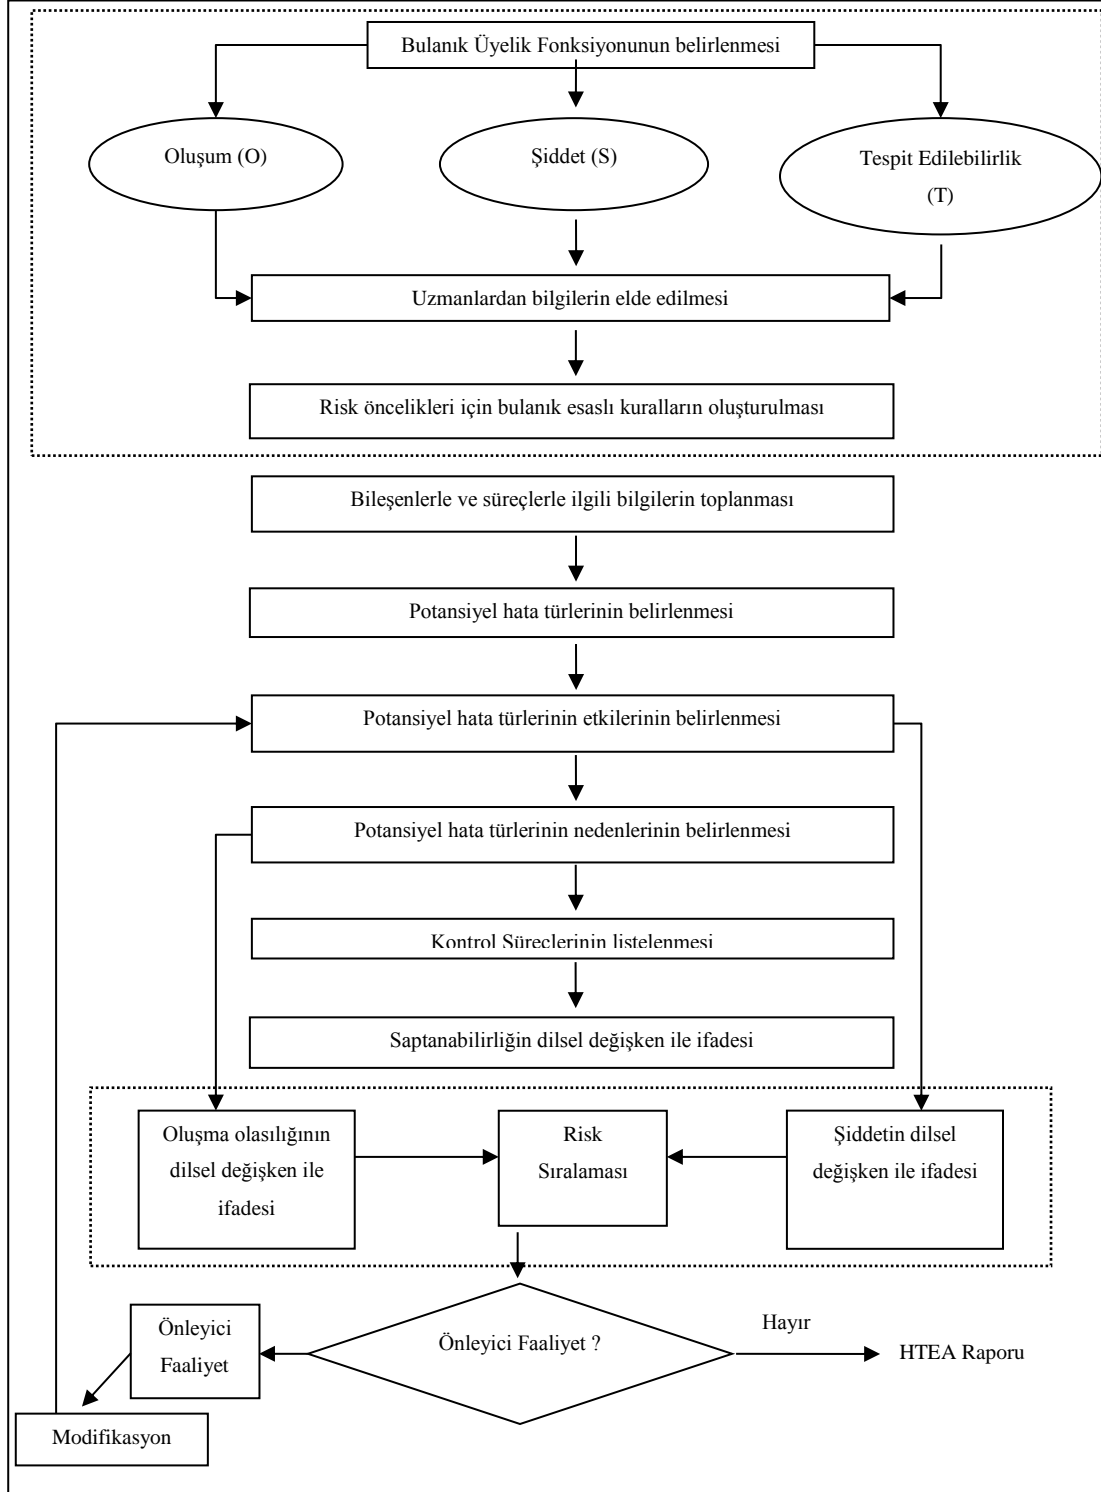 Bulanık Üyelik Fonksiyonunun belirlenmesi
Oluşum (O)
Şiddet (S)
Tespit Edilebilirlik
(T)
Uzmanlardan bilgilerin elde edilmesi
Risk öncelikleri için bulanık esaslı kuralların oluşturulması
Bileşenlerle ve süreçlerle ilgili bilgilerin toplanması
Potansiyel hata türlerinin belirlenmesi
Potansiyel hata türlerinin etkilerinin belirlenmesi
Potansiyel hata türlerinin nedenlerinin belirlenmesi
Kontrol Süreçlerinin listelenmesi
Saptanabilirliğin dilsel değişken ile ifadesi
Oluşma olasılığının
dilsel değişken ile
ifadesi
Risk
Sıralaması
Şiddetin dilsel
değişken ile ifadesi
Önleyici
Faaliyet
Önleyici Faaliyet ?
Hayır
HTEA Raporu
Modifikasyon